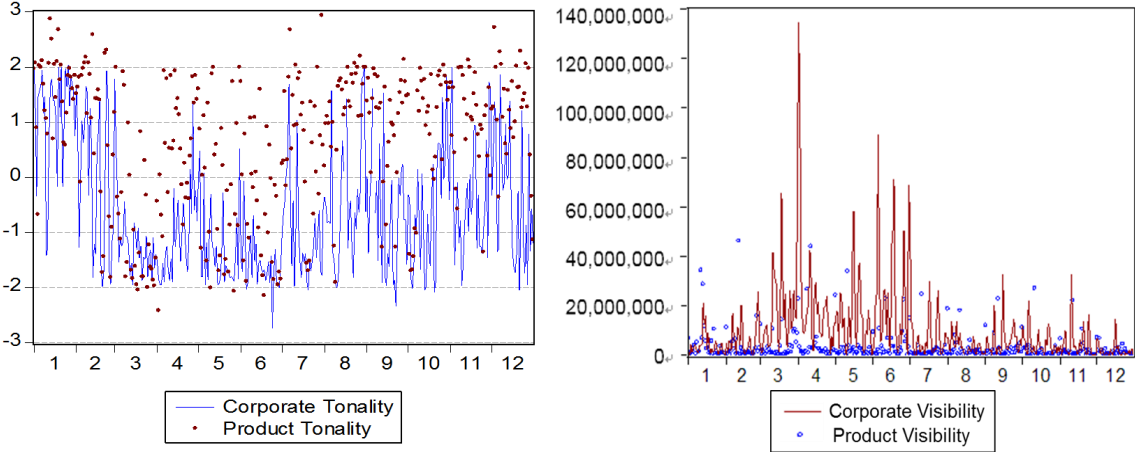 3
2
1
0
-1
-2
-3
1 2 3 4 5 6 7 8 9 10 11 12
Corporate Tonality
Product Tonality
140,000,000
120,000,000
100,000,000
80,000,000
60,000,000
40,000,000
20,000,000
0
1 2 3 4 5 6 7 8 9 10 11 12
Corporate Visibility
Product Visibility